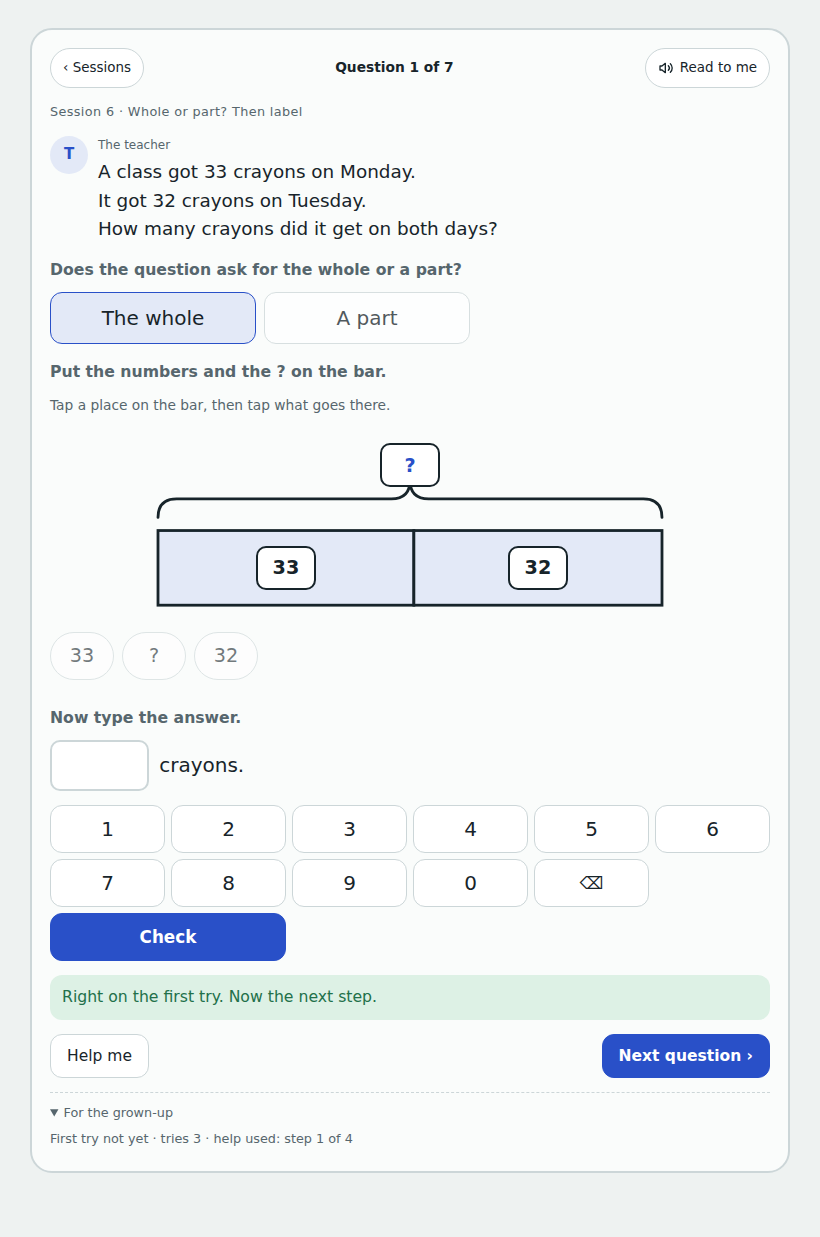 ‹ Sessions
Question 1 of 7
Read to me
Session 6 · Whole or part? Then label
T
The teacher
A class got 33 crayons on Monday.
It got 32 crayons on Tuesday.
How many crayons did it get on both days?
Does the question ask for the whole or a part?
The whole
A part
Put the numbers and the ? on the bar.
Tap a place on the bar, then tap what goes there.
?
33
32
33
?
32
Now type the answer.
crayons.
1
2
3
4
5
6
7
8
9
0
⌫
Check
Right on the first try. Now the next step.
Help me
Next question ›
▼ For the grown-up
First try not yet · tries 3 · help used: step 1 of 4